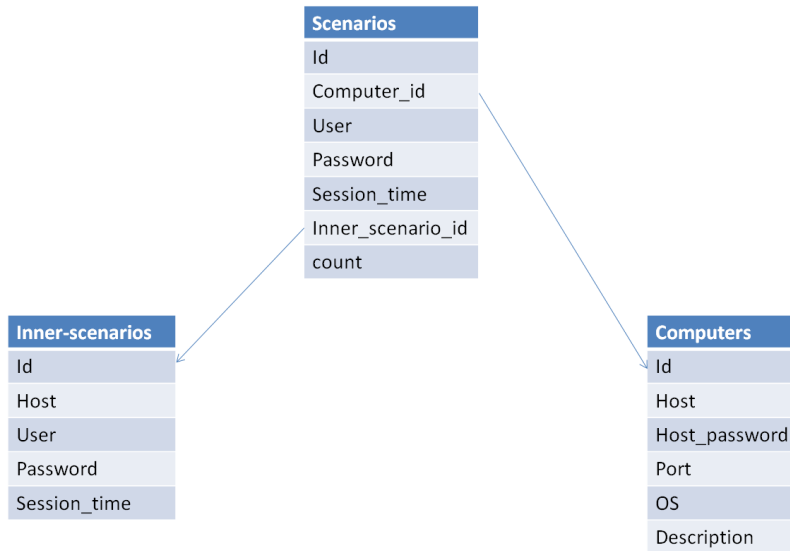 Scenarios
Id
Computer_id
User
Password
Session_time
Inner_scenario_id
count
Inner-scenarios
Id
Host
User
Password
Session_time
Computers
Id
Host
Host_password
Port
OS
Description